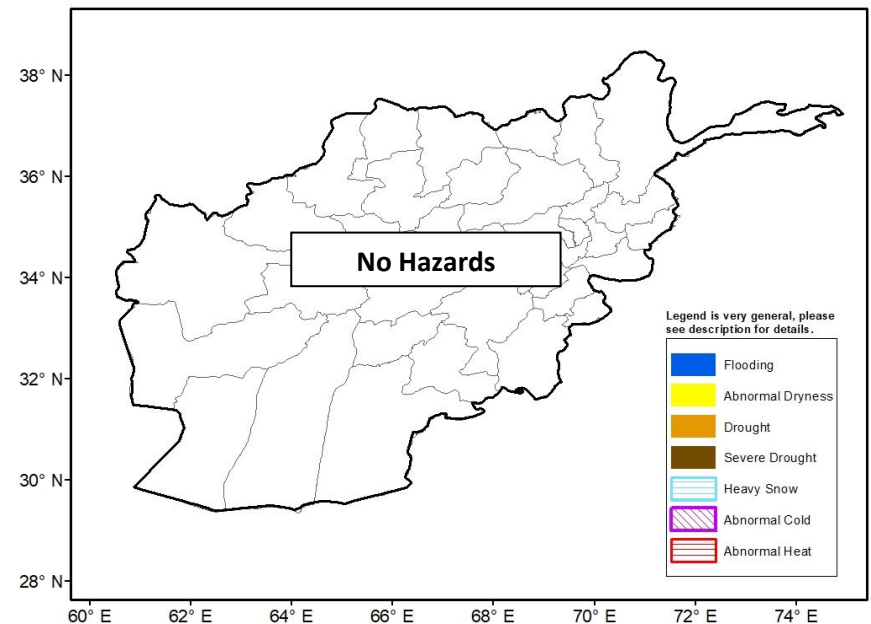 38° N
36° N
34° N
32° N
30° N
28° N
No Hazards
Legend is very general, please
see description for details.
Flooding
Abnormal Dryness
Drought
Severe Drought
Heavy Snow
Abnormal Cold
Abnormal Heat
60° E 62° E 64° E 66° E 68° E 70° E 72° E 74° E